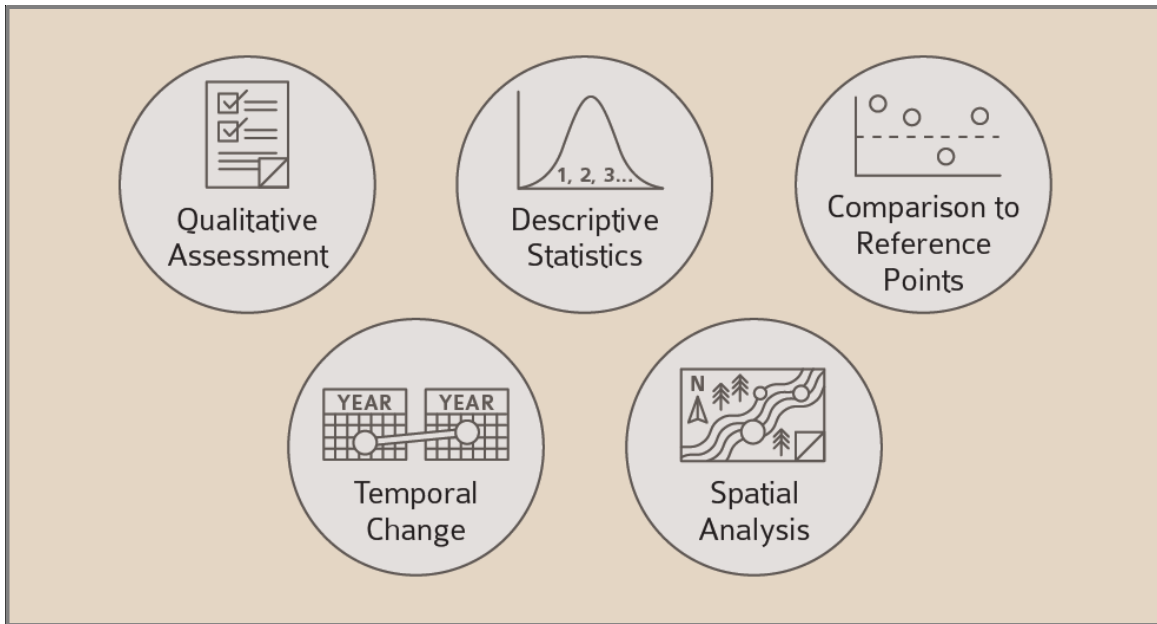 Qualitative
Assessment
1, 2, 3...
Descriptive
Statistics
Comparison to
Reference
Points
YEAR YEAR
Temporal
Change
N
Spatial
Analysis